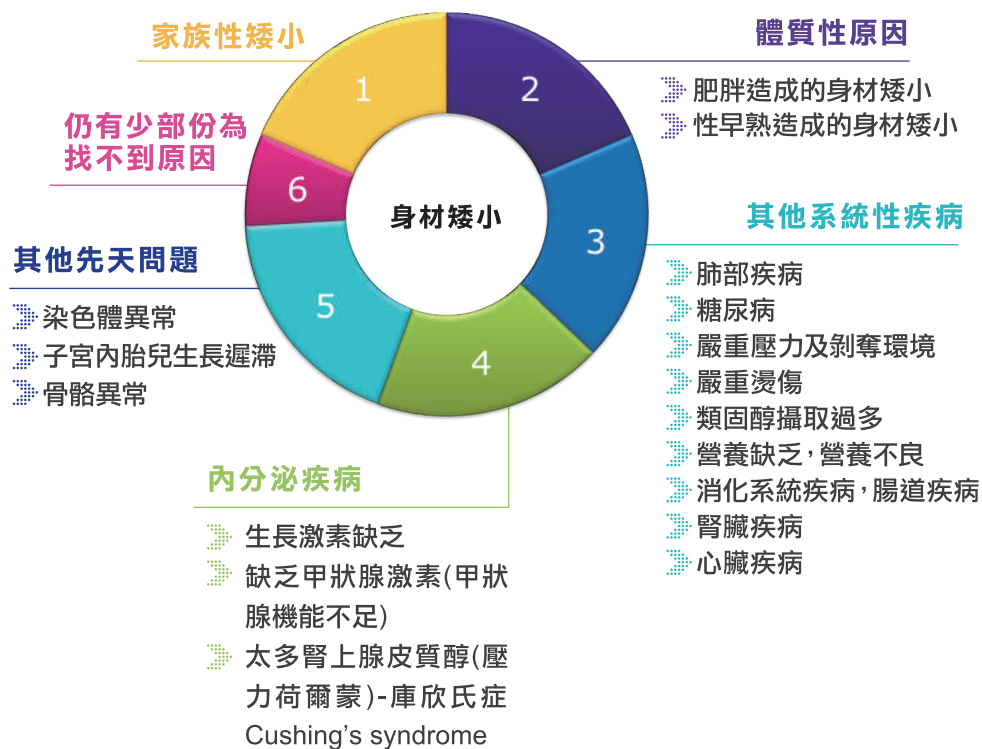 家族性矮小
1
體質性原因
2
肥胖造成的身材矮小
性早熟造成的身材矮小
其他系統性疾病
3
肺部疾病
糖尿病
嚴重壓力及剝奪環境
嚴重燙傷
類固醇攝取過多
營養缺乏，營養不良
消化系統疾病，腸道疾病
腎臟疾病
心臟疾病
內分泌疾病
4
生長激素缺乏
缺乏甲狀腺激素(甲狀
腺機能不足)
太多腎上腺皮質醇(壓
力荷爾蒙)-庫欣氏症
Cushing's syndrome
其他先天問題
5
染色體異常
子宮內胎兒生長遲滯
骨骼異常
仍有少部份為
找不到原因
6
身材矮小